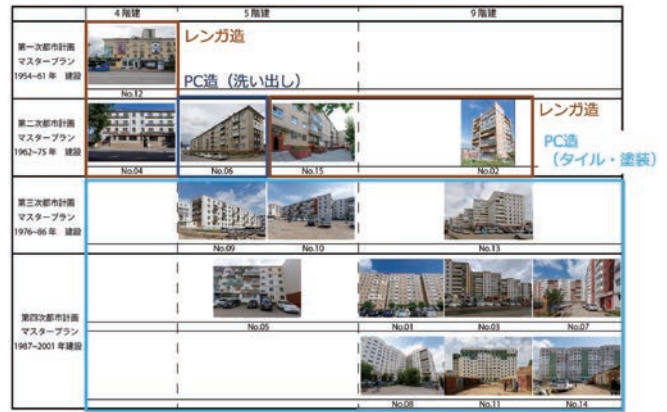 4 階建
5 階建
9 階建
第一次都市計画
マスタープラン
1954~61 年　建設
レンガ造
PC造（洗い出し）
No.12
第二次都市計画
マスタープラン
1962~75 年　建設
レンガ造
PC造
（タイル・塗装）
No.04
No.06
No.15
No.02
第三次都市計画
マスタープラン
1976~86 年　建設
No.09
No.10
No.13
第四次都市計画
マスタープラン
1987~2001 年建設
No.05
No.01
No.03
No.07
No.08
No.11
No.14